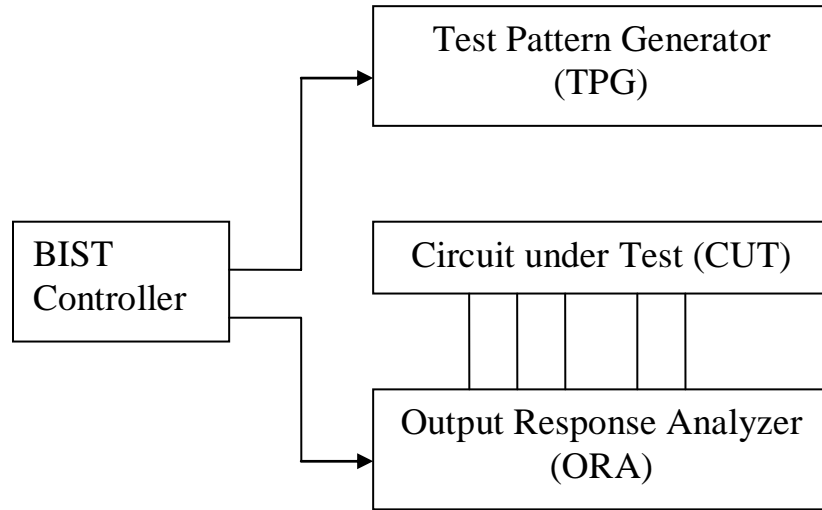 Test Pattern Generator
(TPG)
BIST
Controller
Circuit under Test (CUT)
Output Response Analyzer
(ORA)